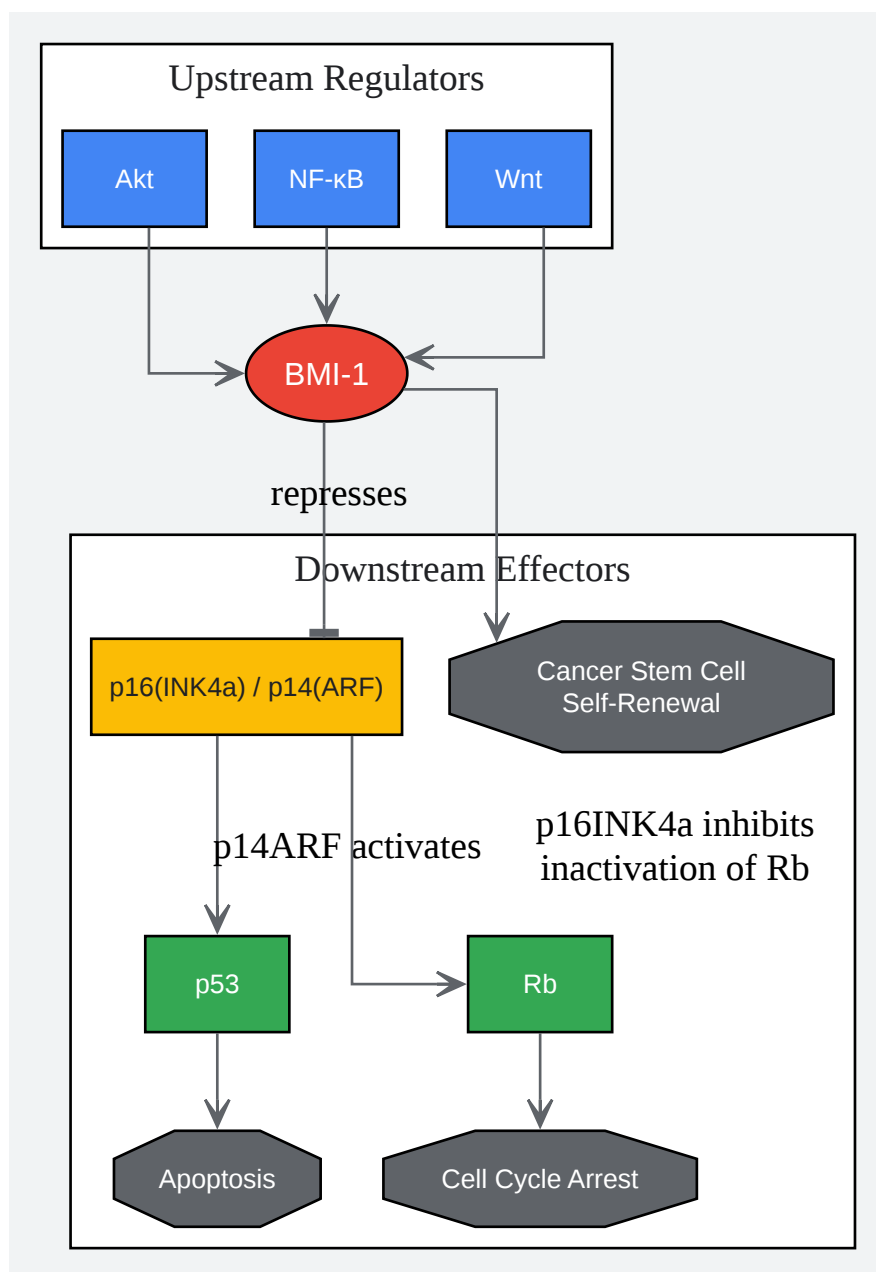 Upstream Regulators
Akt
NF-κB
Wnt
BMI-1
represses
Downstream Effectors
p16(INK4a) / p14(ARF)
Cancer Stem Cell
Self-Renewal
p14ARF activates
p16INK4a inhibits
inactivation of Rb
p53
Rb
Apoptosis
Cell Cycle Arrest